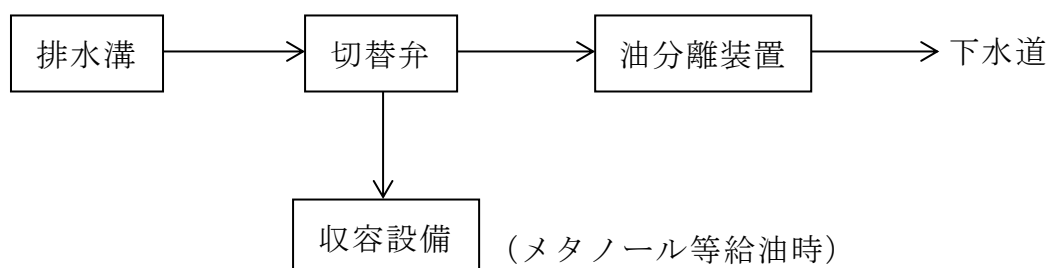 排水溝
切替弁
油分離装置
下水道
収容設備
（メタノール等給油時）